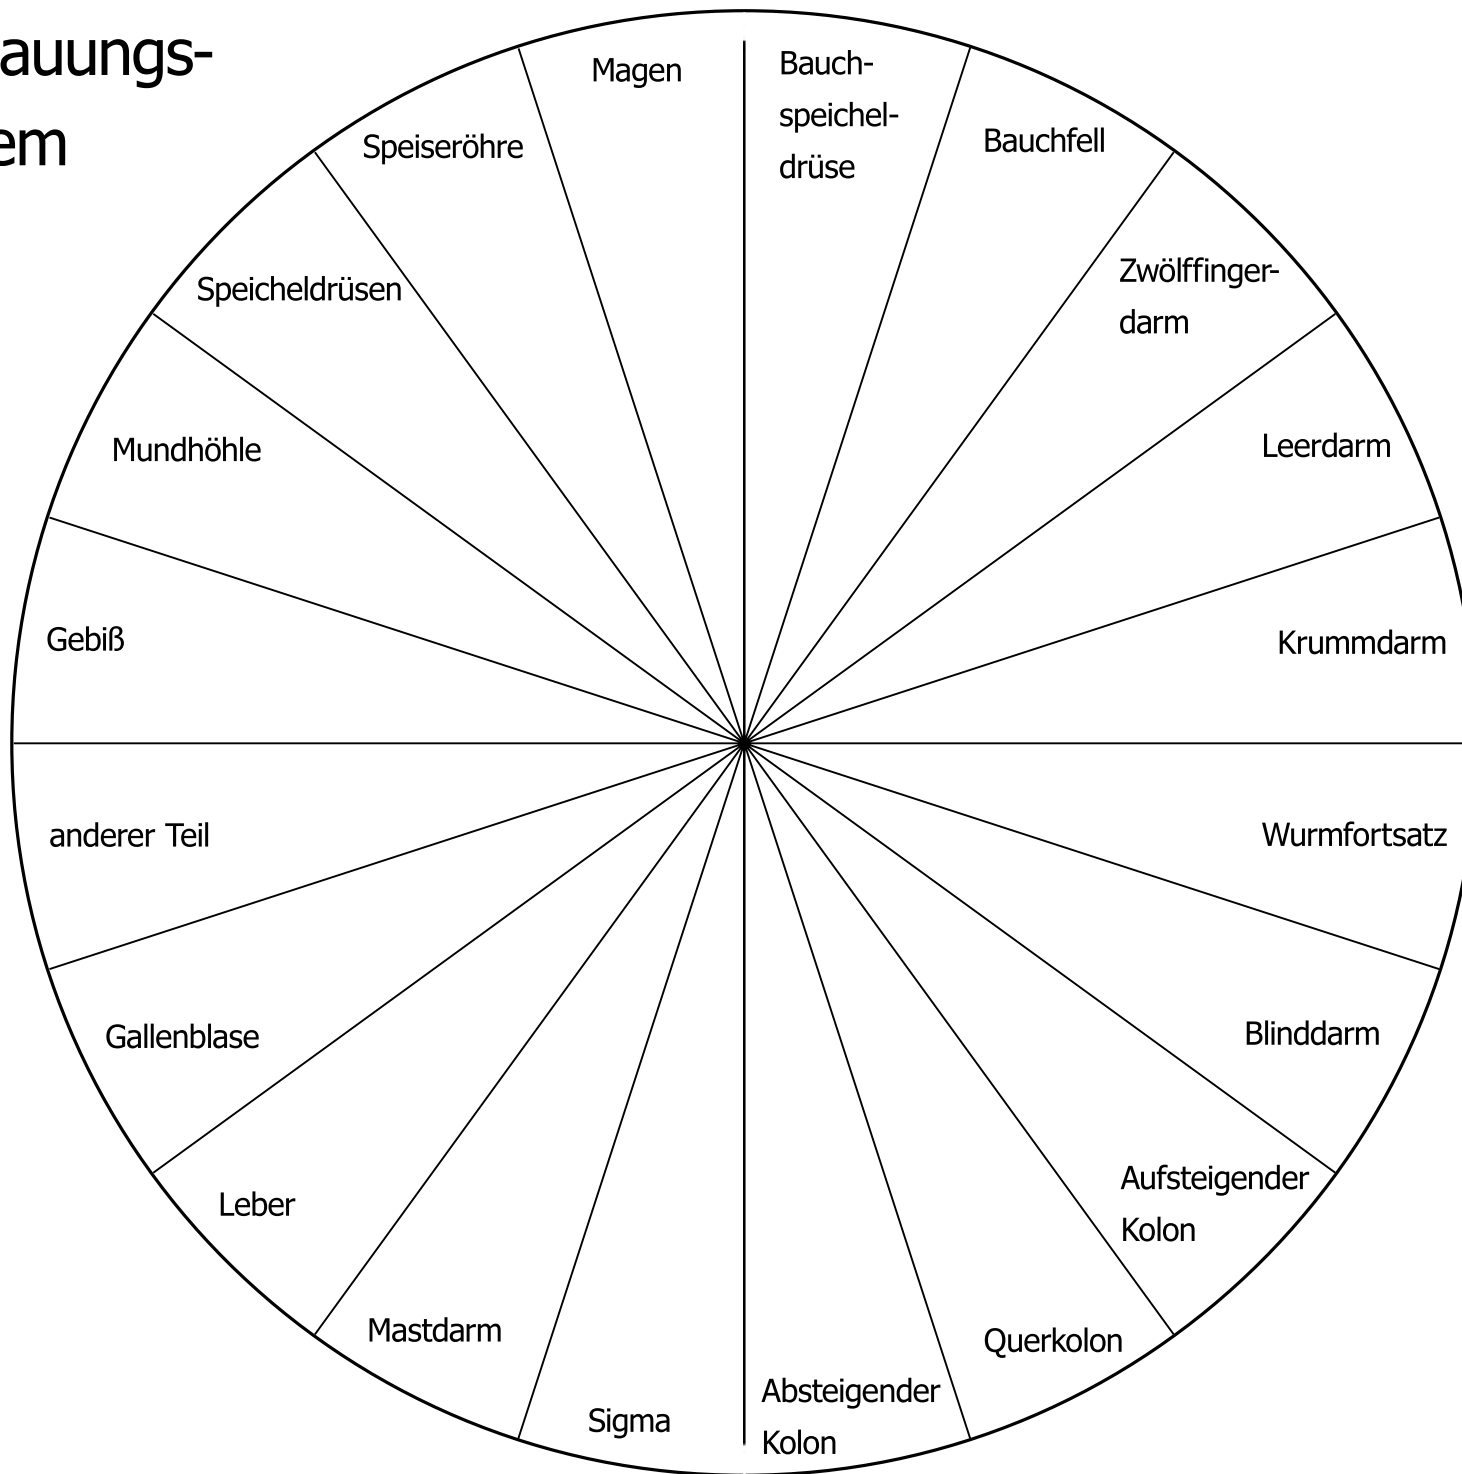 auungs-
em
Magen
Bauch-
speichel-
drüse
Bauchfell
Zwölffinger-
darm
Leerdarm
Krummdarm
Wurmfortsatz
Blinddarm
Aufsteigender
Kolon
Querkolon
Absteigender
Kolon
Sigma
Mastdarm
Leber
Gallenblase
anderer Teil
Gebiß
Mundhöhle
Speicheldrüsen
Speiseröhre